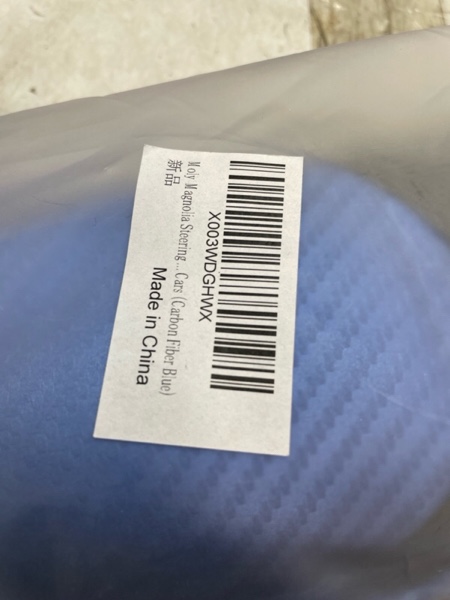 X003WDGHWX
Moly Magnolia Steering ... Cars (Carbon Fiber Blue)
新品
Made in China